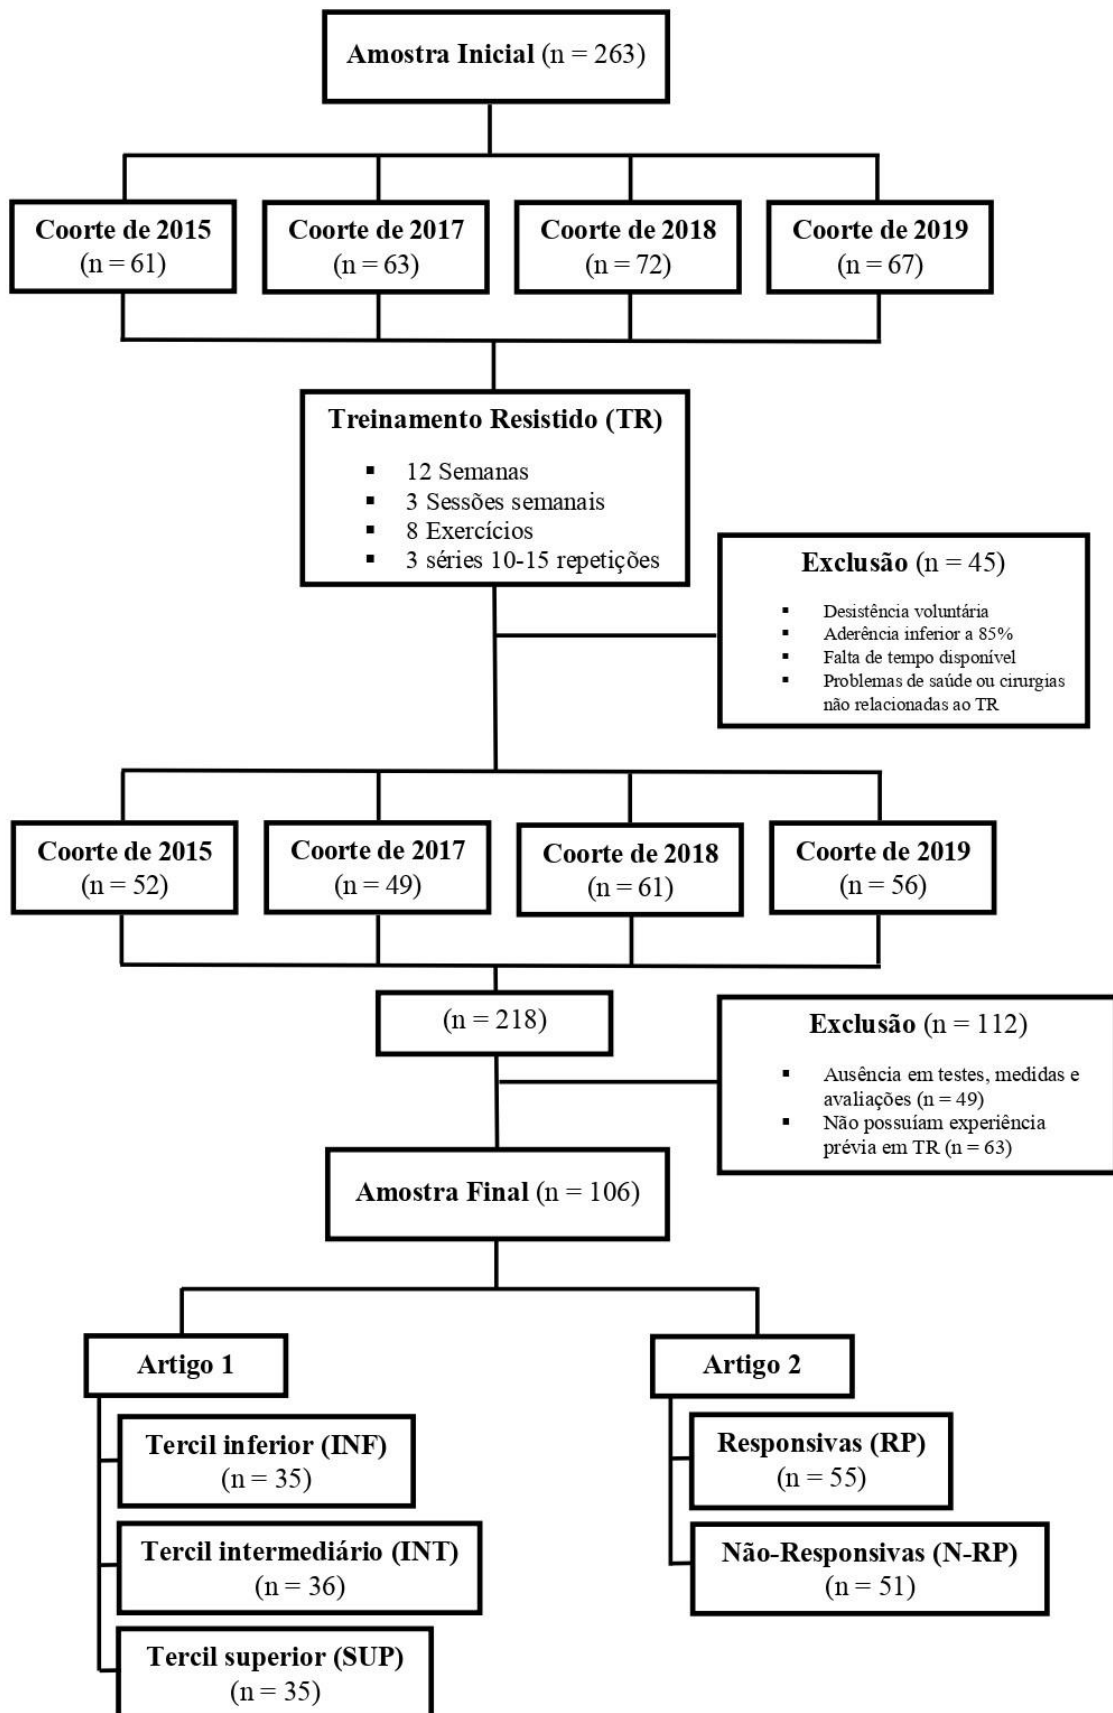 Amostra Inicial (n = 263)
Coorte de 2015
(n = 61)
Coorte de 2017
(n = 63)
Coorte de 2018
(n = 72)
Coorte de 2019
(n = 67)
Treinamento Resistido (TR)
▪ 12 Semanas
▪ 3 Sessões semanais
▪ 8 Exercícios
▪ 3 séries 10-15 repetições
Exclusão (n = 45)
▪ Desistência voluntária
▪ Aderência inferior a 85%
▪ Falta de tempo disponível
▪ Problemas de saúde ou cirurgias
não relacionadas ao TR
Coorte de 2015
(n = 52)
Coorte de 2017
(n = 49)
Coorte de 2018
(n = 61)
Coorte de 2019
(n = 56)
(n = 218)
Exclusão (n = 112)
▪ Ausência em testes, medidas e
avaliações (n = 49)
▪ Não possuíam experiência
prévia em TR (n = 63)
Amostra Final (n = 106)
Artigo 1
Tercil inferior (INF)
(n = 35)
Tercil intermediário (INT)
(n = 36)
Tercil superior (SUP)
(n = 35)
Artigo 2
Responsivas (RP)
(n = 55)
Não-Responsivas (N-RP)
(n = 51)